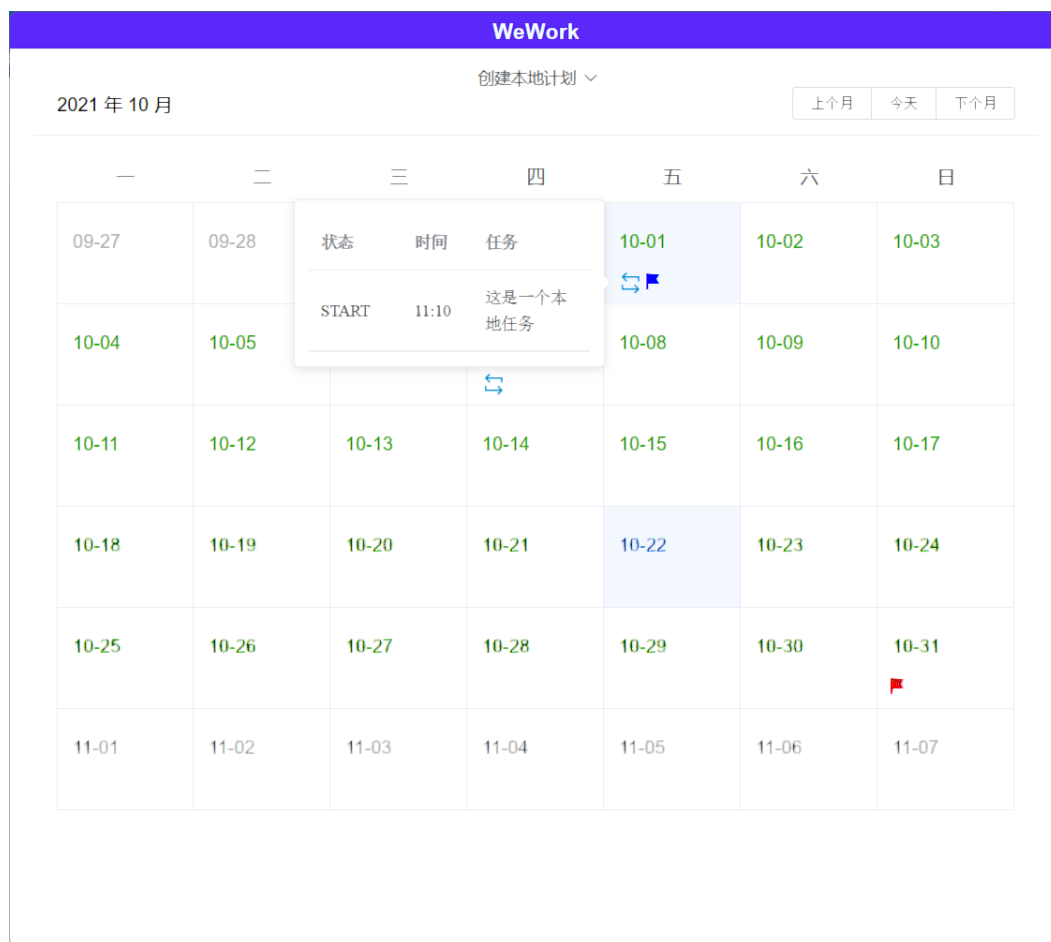 WeWork
创建本地计划
2021 年 10 月
上个月 今天 下个月
一 二 三 四 五 六 日
09-27 09-28 10-01 10-02 10-03
状态 时间 任务
START 11:10 这是一个本
地任务
10-04 10-05 10-08 10-09 10-10
10-11 10-12 10-13 10-14 10-15 10-16 10-17
10-18 10-19 10-20 10-21 10-22 10-23 10-24
10-25 10-26 10-27 10-28 10-29 10-30 10-31
11-01 11-02 11-03 11-04 11-05 11-06 11-07